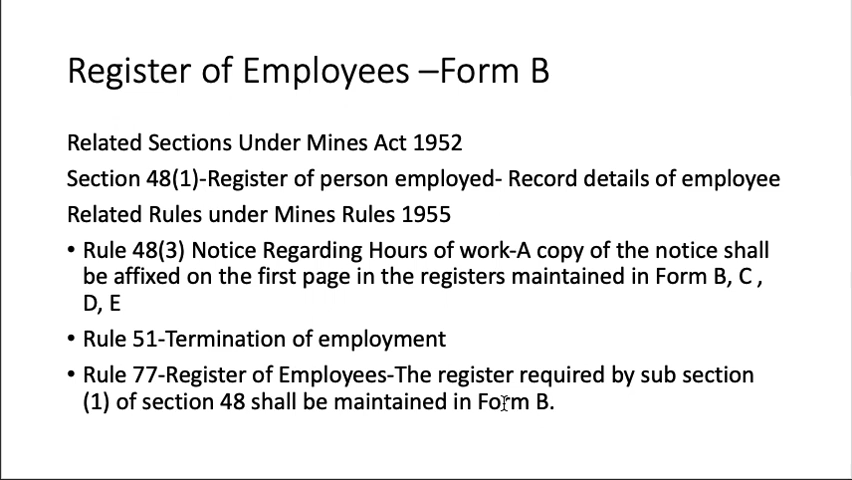 Register of Employees –Form B
Related Sections Under Mines Act 1952
Section 48(1)-Register of person employed- Record details of employee
Related Rules under Mines Rules 1955
• Rule 48(3) Notice Regarding Hours of work-A copy of the notice shall
be affixed on the first page in the registers maintained in Form B, C ,
D, E
• Rule 51-Termination of employment
• Rule 77-Register of Employees-The register required by sub section
(1) of section 48 shall be maintained in Form B.